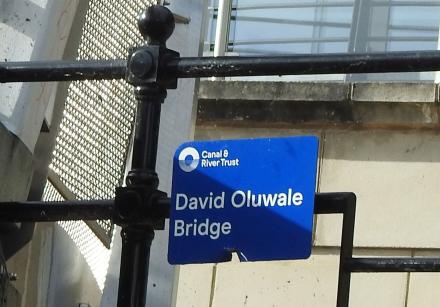 Canal &
River Trust
David Oluwale
Bridge